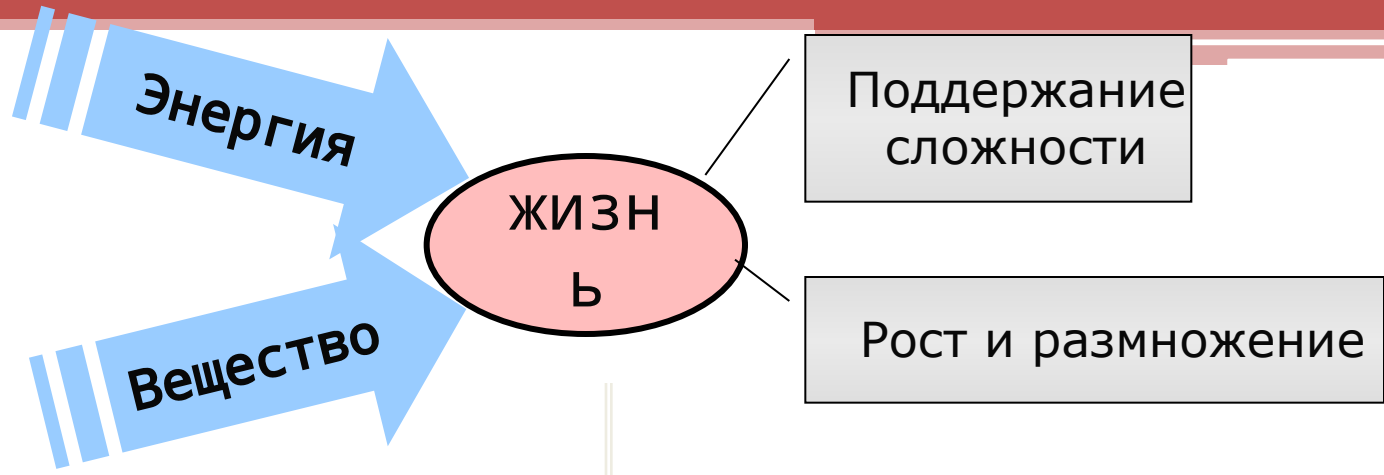 Энергия
Вещество
жизн
ь
Поддержание
сложности
Рост и размножение